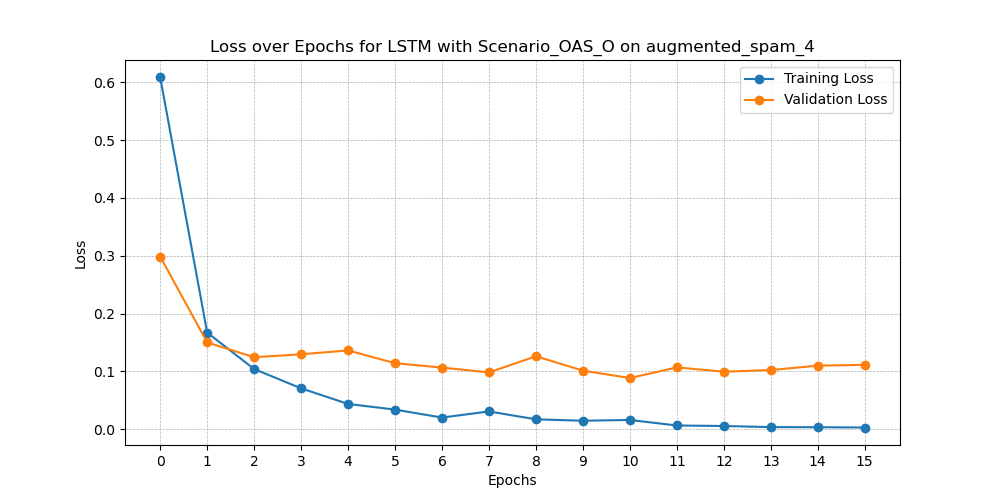 Loss over Epochs for LSTM with Scenario_OAS_O on augmented_spam_4
Training Loss
Validation Loss
0.6
0.5
0.4
0.3
0.2
0.1
0.0
Loss
0 1 2 3 4 5 6 7 8 9 10 11 12 13 14 15
Epochs